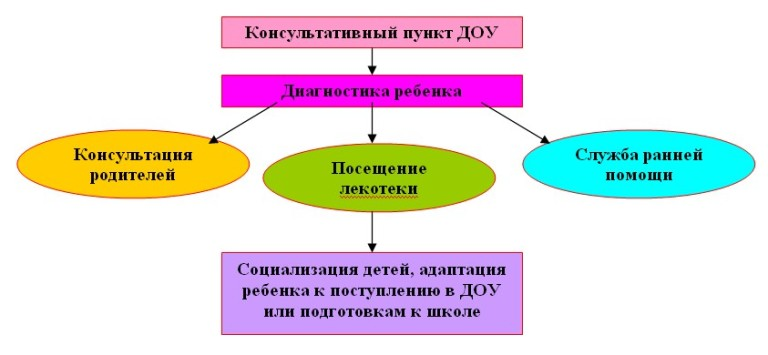 Консультативный пункт ДОУ
Диагностика ребенка
Консультация
родителей
Посещение
лекотеки
Служба ранней
помощи
Социализация детей, адаптация
ребенка к поступлению в ДОУ
или подготовкам к школе